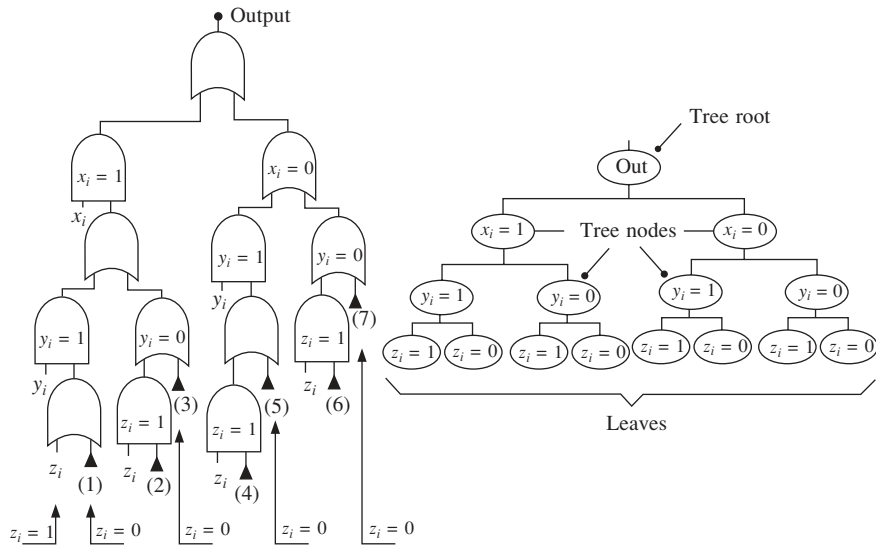 Output
x_i = 1
x_i = 0
x_i
y_i = 1
y_i = 0
y_i
y_i = 1
y_i = 0
y_i
z_i = 1
(7)
z_i
(6)
(3)
(5)
z_i = 1
z_i = 1
z_i
(1)
z_i
(2)
z_i
(4)
z_i = 1
z_i = 0
z_i = 0
z_i = 0
z_i = 0
Tree root
Out
x_i = 1
Tree nodes
x_i = 0
y_i = 1
y_i = 0
y_i = 1
y_i = 0
z_i = 1
z_i = 0
z_i = 1
z_i = 0
z_i = 1
z_i = 0
z_i = 1
z_i = 0
Leaves